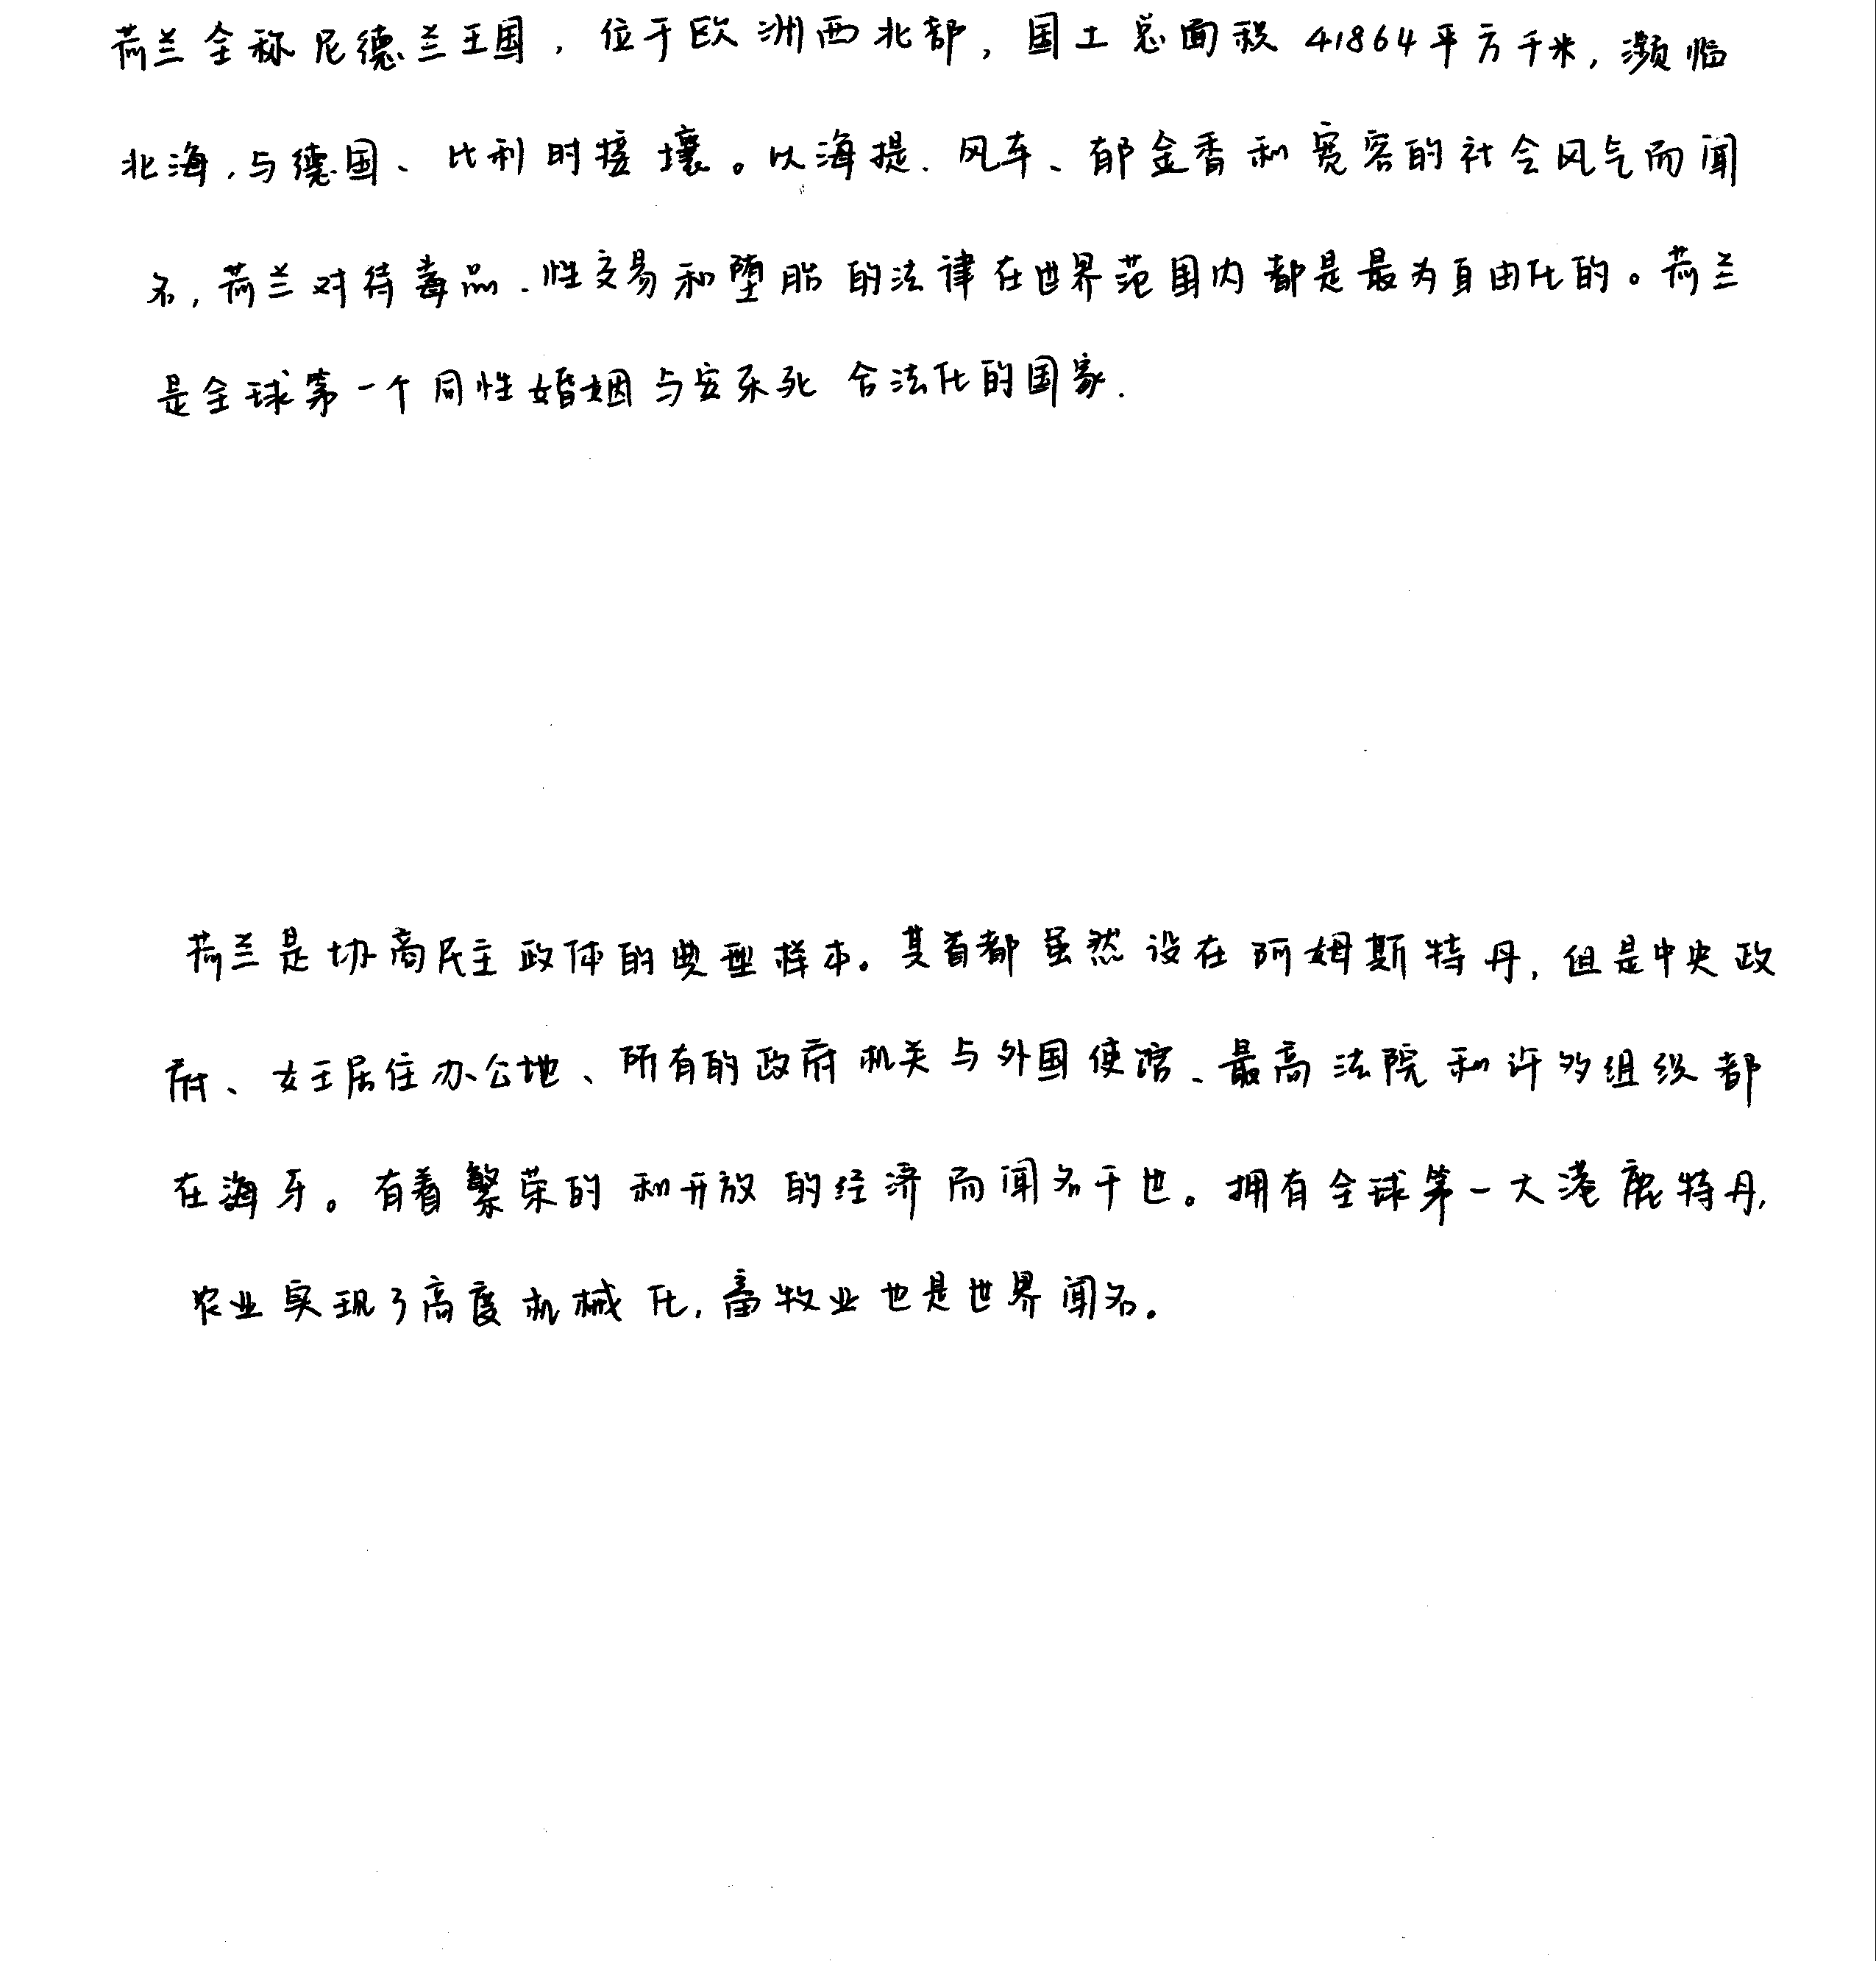 荷兰全称尼德兰王国，位于欧洲西北部，国土总面积41864平方千米，濒临
北海，与德国、比利时接壤。以海提、风车、郁金香和宽容的社会风气而闻
名，荷兰对待毒品、性交易和堕胎的法律在世界范围内都是最为自由化的。荷兰
是全球第一个同性婚姻与安乐死合法化的国家.
荷兰是协商民主政体的典型样本。其首都虽然设在阿姆斯特丹，但是中央政
府、女王居住办公地、所有的政府机关与外国使馆、最高法院和许多组织都
在海牙。有着繁荣的和开放的经济而闻名于世。拥有全球第一大港鹿特丹，
农业实现了高度机械化，畜牧业也是世界闻名。